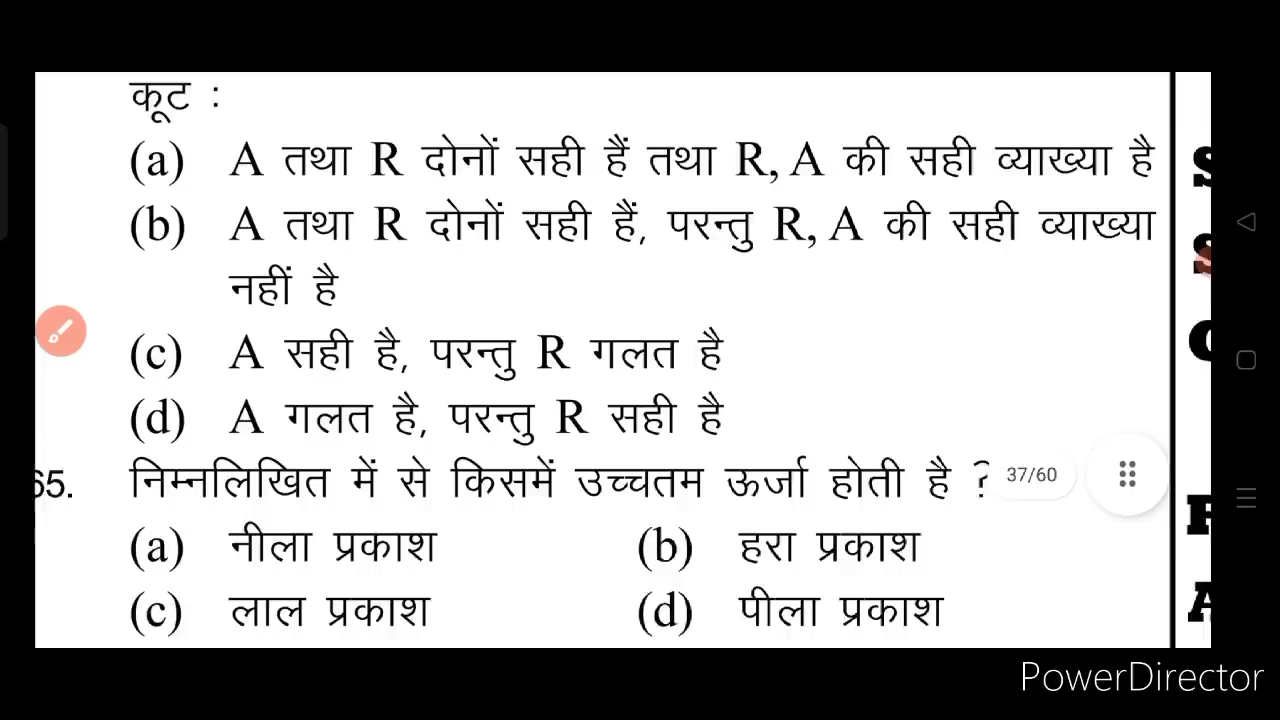 कूट :
(a) A तथा R दोनों सही हैं तथा R, A की सही व्याख्या है
(b) A तथा R दोनों सही हैं, परन्तु R, A की सही व्याख्या
नहीं है
(c) A सही है, परन्तु R गलत है
(d) A गलत है, परन्तु R सही है
65. निम्नलिखित में से किसमें उच्चतम ऊर्जा होती है ?
37/60
(a) नीला प्रकाश (b) हरा प्रकाश
(c) लाल प्रकाश (d) पीला प्रकाश
PowerDirector